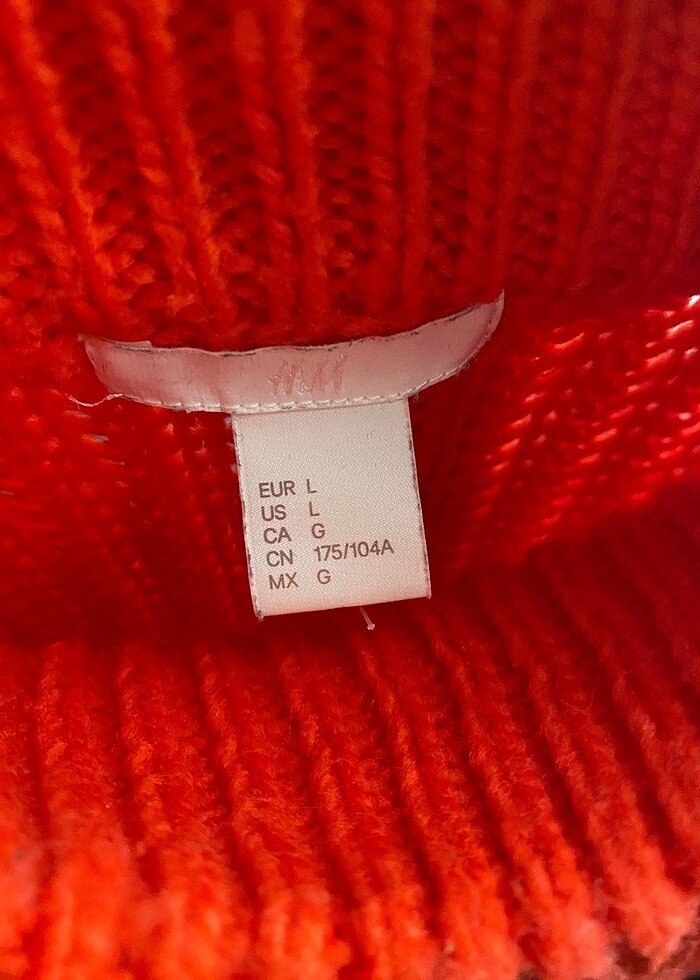 H&M
EUR L
US L
CA G
CN 175/104A
MX G